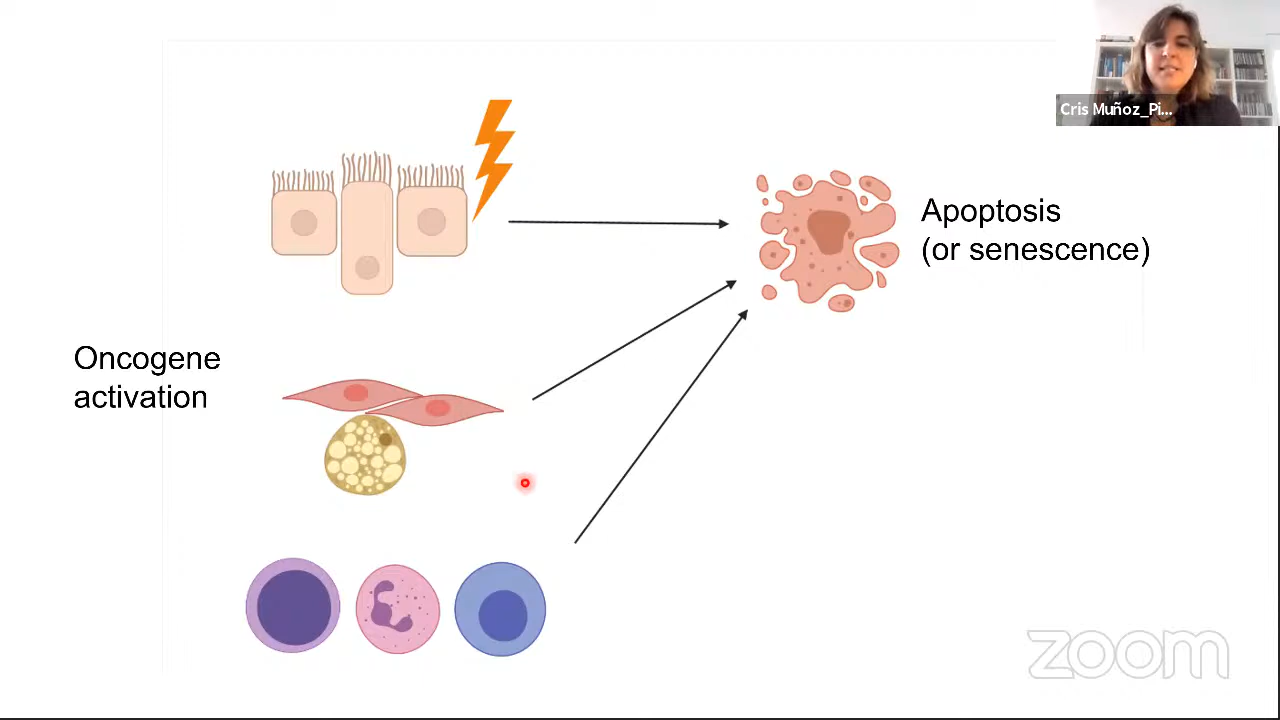 Cris Muñoz_Pi...
Apoptosis
(or senescence)
Oncogene
activation
zoom